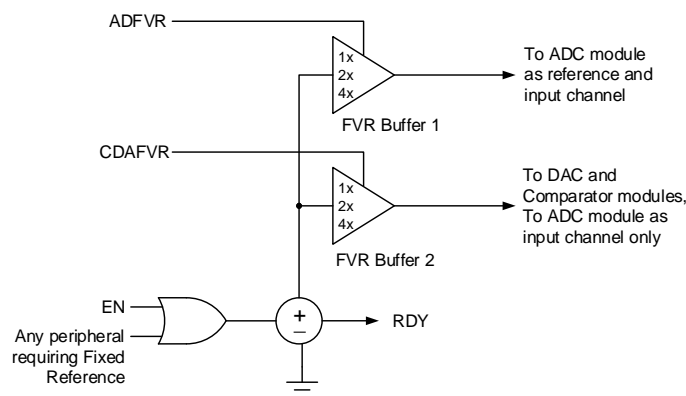 ADFVR
1x
2x
4x
FVR Buffer 1
To ADC module
as reference and
input channel
CDAFVR
1x
2x
4x
FVR Buffer 2
To DAC and
Comparator modules,
To ADC module as
input channel only
EN
Any peripheral
requiring Fixed
Reference
+
−
RDY